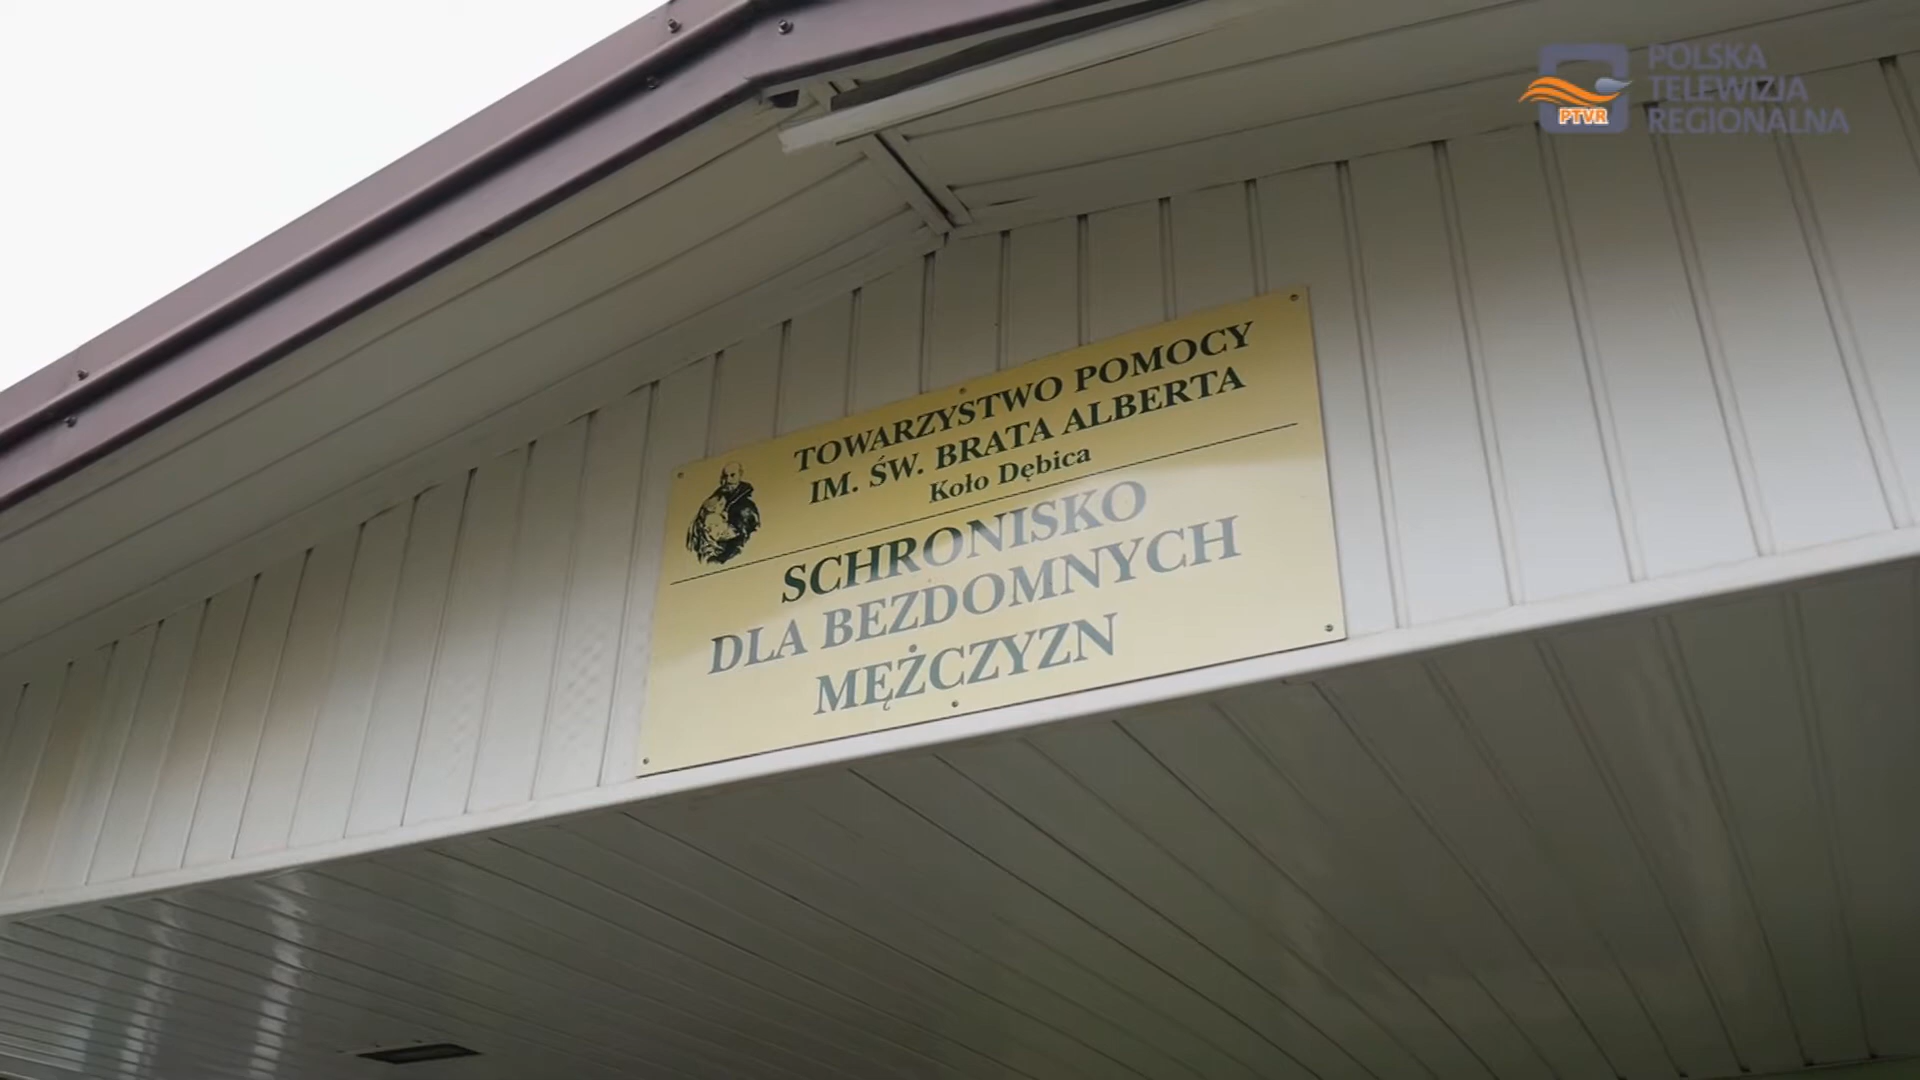 POLSKA
TELEWIZJA
REGIONALNA
PTVR
TOWARZYSTWO POMOCY
IM. ŚW. BRATA ALBERTA
Koło Dębica
SCHRONISKO
DLA BEZDOMNYCH
MĘŻCZYZN